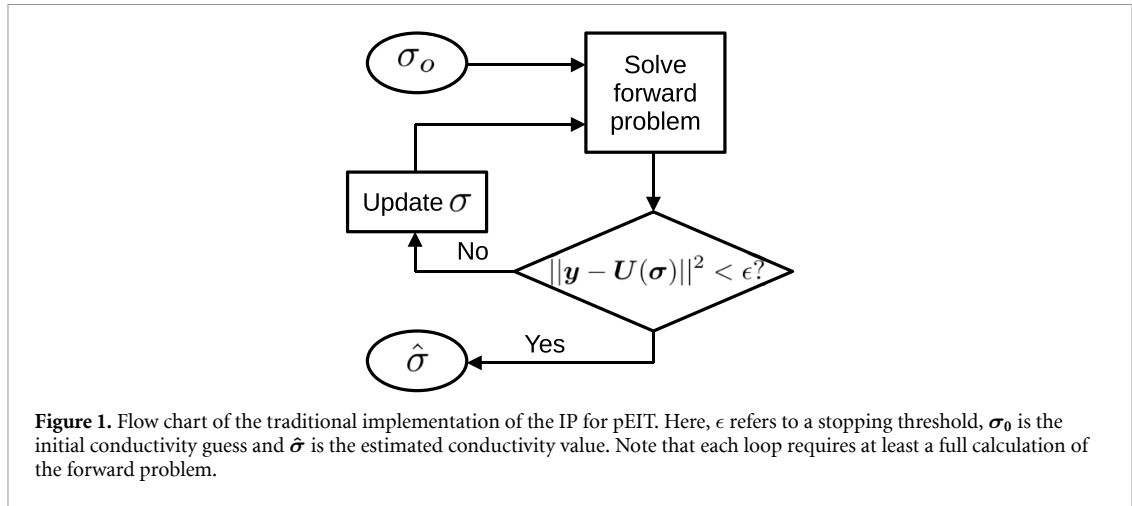 σₒ
Solve
forward
problem
Update σ
No
||y − U(σ)||² < ϵ?
Yes
σ̂
Figure 1. Flow chart of the traditional implementation of the IP for pEIT. Here, ϵ refers to a stopping threshold, σ₀ is the
initial conductivity guess and σ̂ is the estimated conductivity value. Note that each loop requires at least a full calculation of
the forward problem.